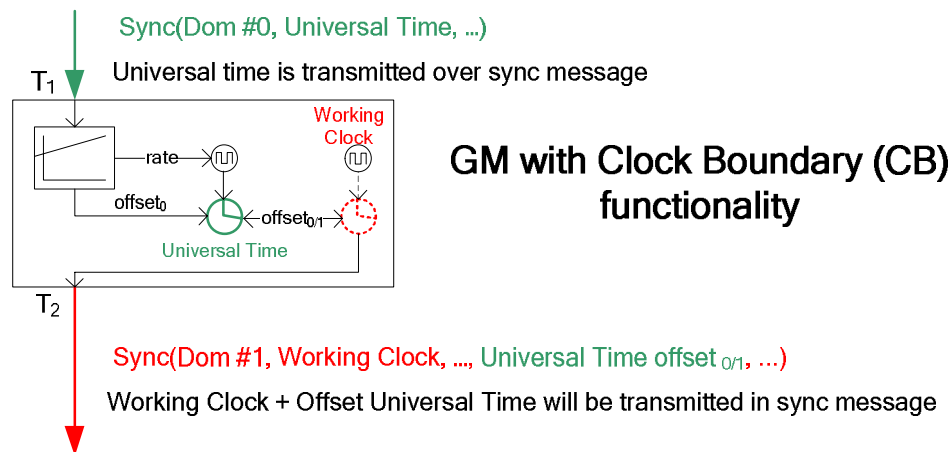 Sync(Dom #0, Universal Time, ...)
Universal time is transmitted over sync message
T1
Working
Clock
rate
GM with Clock Boundary (CB)
functionality
offset0
offset0/1
Universal Time
T2
Sync(Dom #1, Working Clock, ..., Universal Time offset 0/1, ...)
Working Clock + Offset Universal Time will be transmitted in sync message